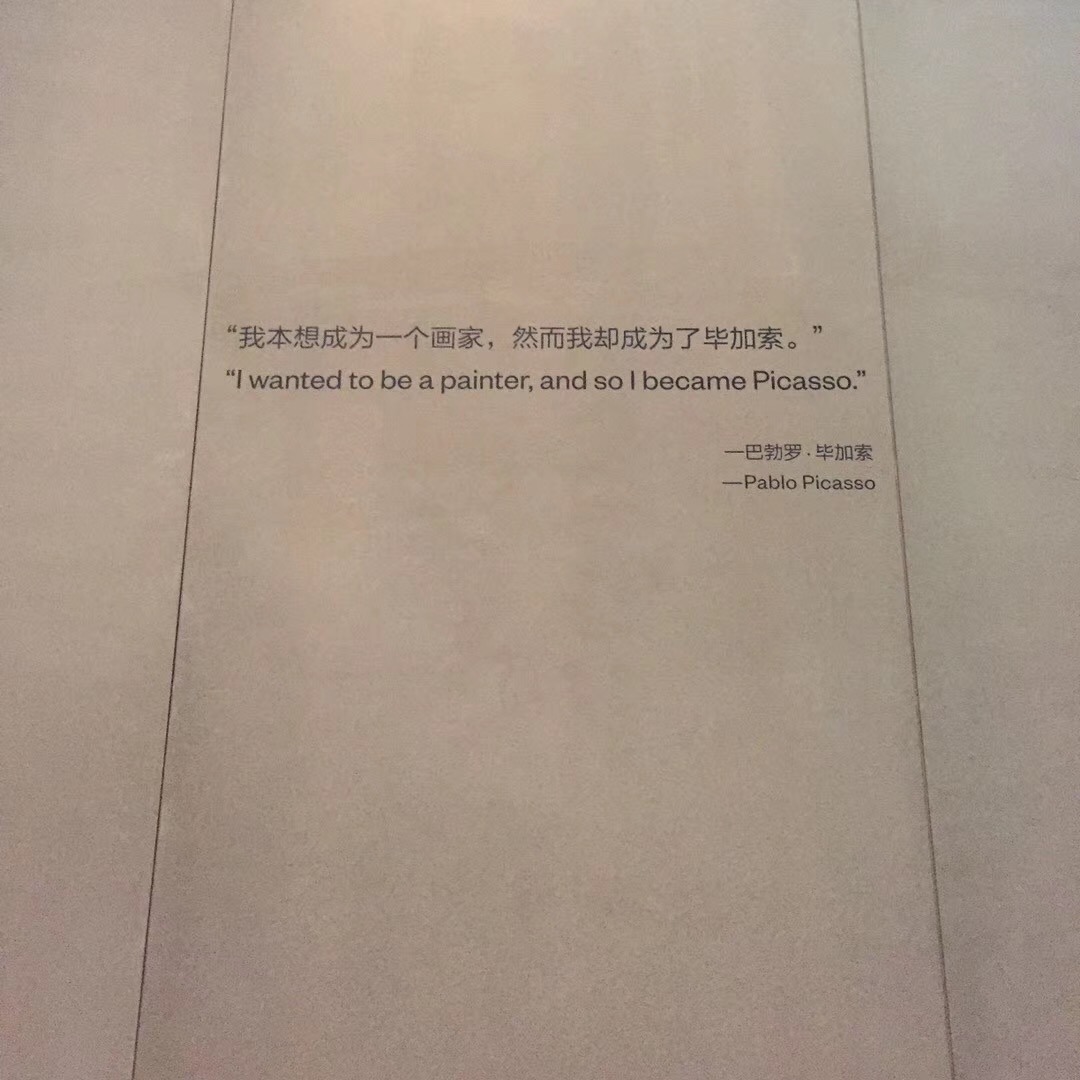 “我本想成为一个画家，然而我却成为了毕加索。”
“I wanted to be a painter, and so I became Picasso.”
—巴勃罗·毕加索
—Pablo Picasso